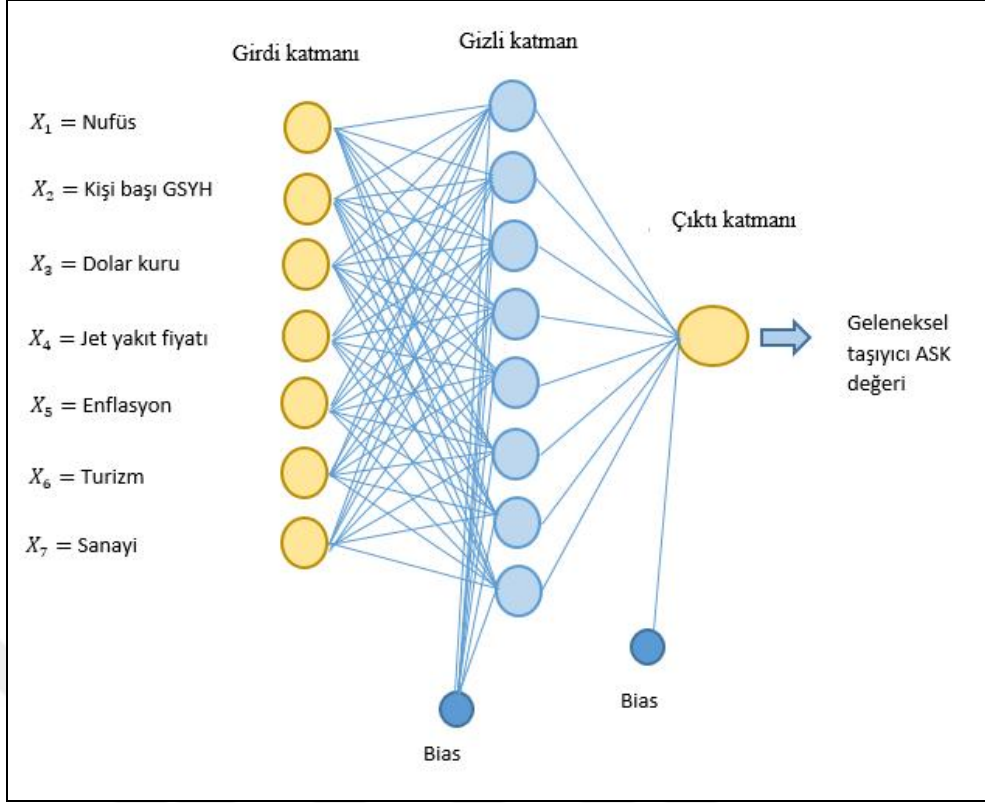 Girdi katmanı
Gizli katman
X₁ = Nufüs
X₂ = Kişi başı GSYH
X₃ = Dolar kuru
X₄ = Jet yakıt fiyatı
X₅ = Enflasyon
X₆ = Turizm
X₇ = Sanayi
Çıktı katmanı
Geleneksel
taşıyıcı ASK
değeri
Bias
Bias